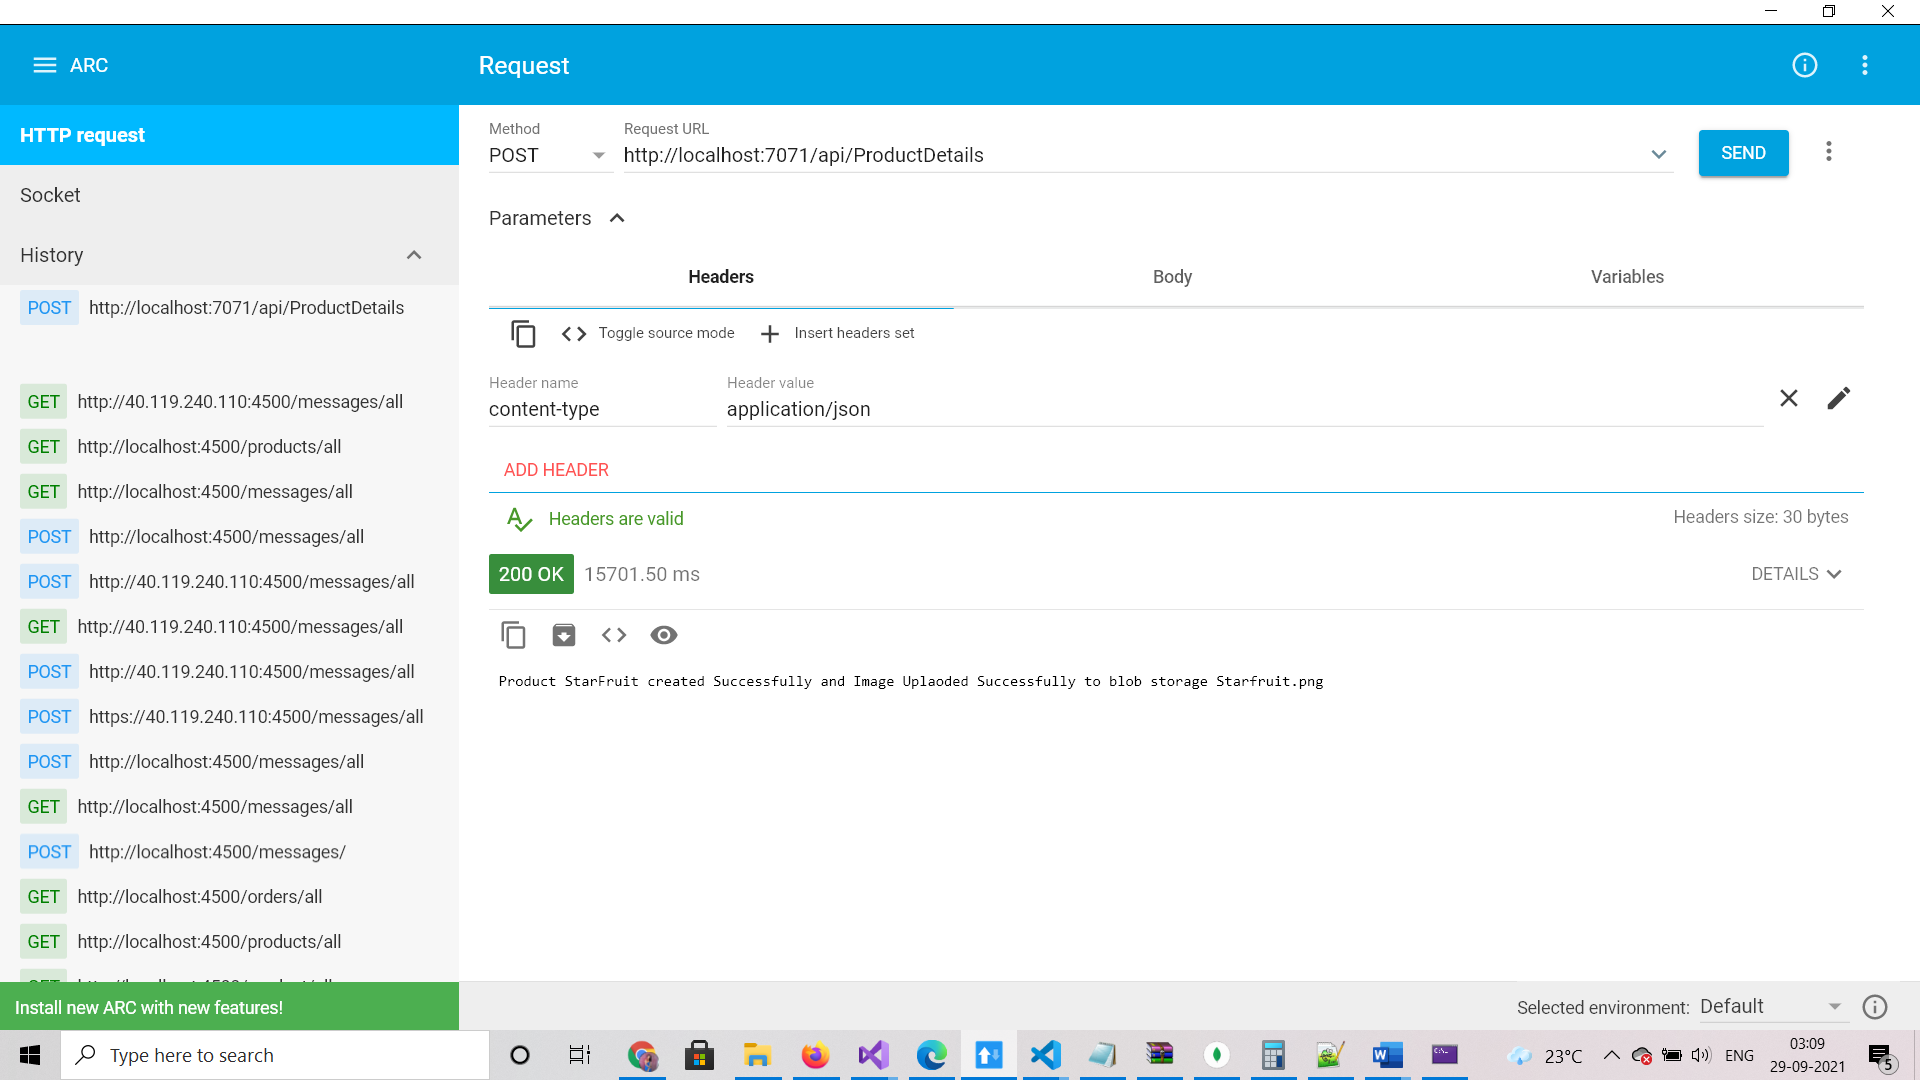 ARC
Request
HTTP request
Socket
History
POST http://localhost:7071/api/ProductDetails
GET http://40.119.240.110:4500/messages/all
GET http://localhost:4500/products/all
GET http://localhost:4500/messages/all
POST http://localhost:4500/messages/all
POST http://40.119.240.110:4500/messages/all
GET http://40.119.240.110:4500/messages/all
POST http://40.119.240.110:4500/messages/all
POST https://40.119.240.110:4500/messages/all
POST http://localhost:4500/messages/all
GET http://localhost:4500/messages/all
POST http://localhost:4500/messages/
GET http://localhost:4500/orders/all
GET http://localhost:4500/products/all
Install new ARC with new features!
Method
POST
Request URL
http://localhost:7071/api/ProductDetails
SEND
Parameters
Headers Body Variables
Toggle source mode Insert headers set
Header name
content-type
Header value
application/json
ADD HEADER
Headers are valid
Headers size: 30 bytes
200 OK 15701.50 ms
DETAILS
Product StarFruit created Successfully and Image Uplaoded Successfully to blob storage Starfruit.png
Selected environment: Default
Type here to search
23°C
ENG
03:09
29-09-2021
5